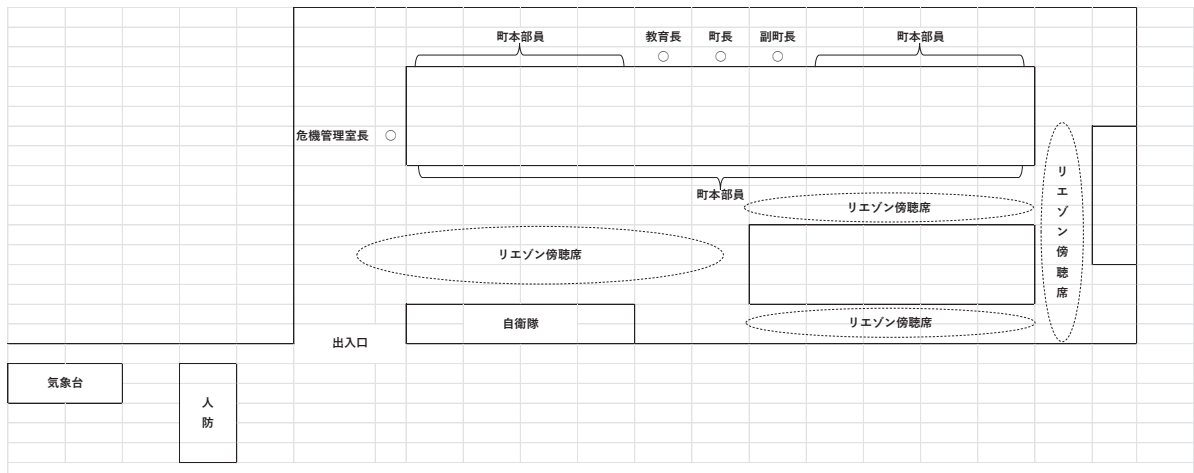 町本部員
教育長
町長
副町長
町本部員
危機管理室長
町本部員
リエゾン傍聴席
リエゾン傍聴席
リエゾン傍聴席
自衛隊
リエゾン傍聴席
出入口
気象台
人防